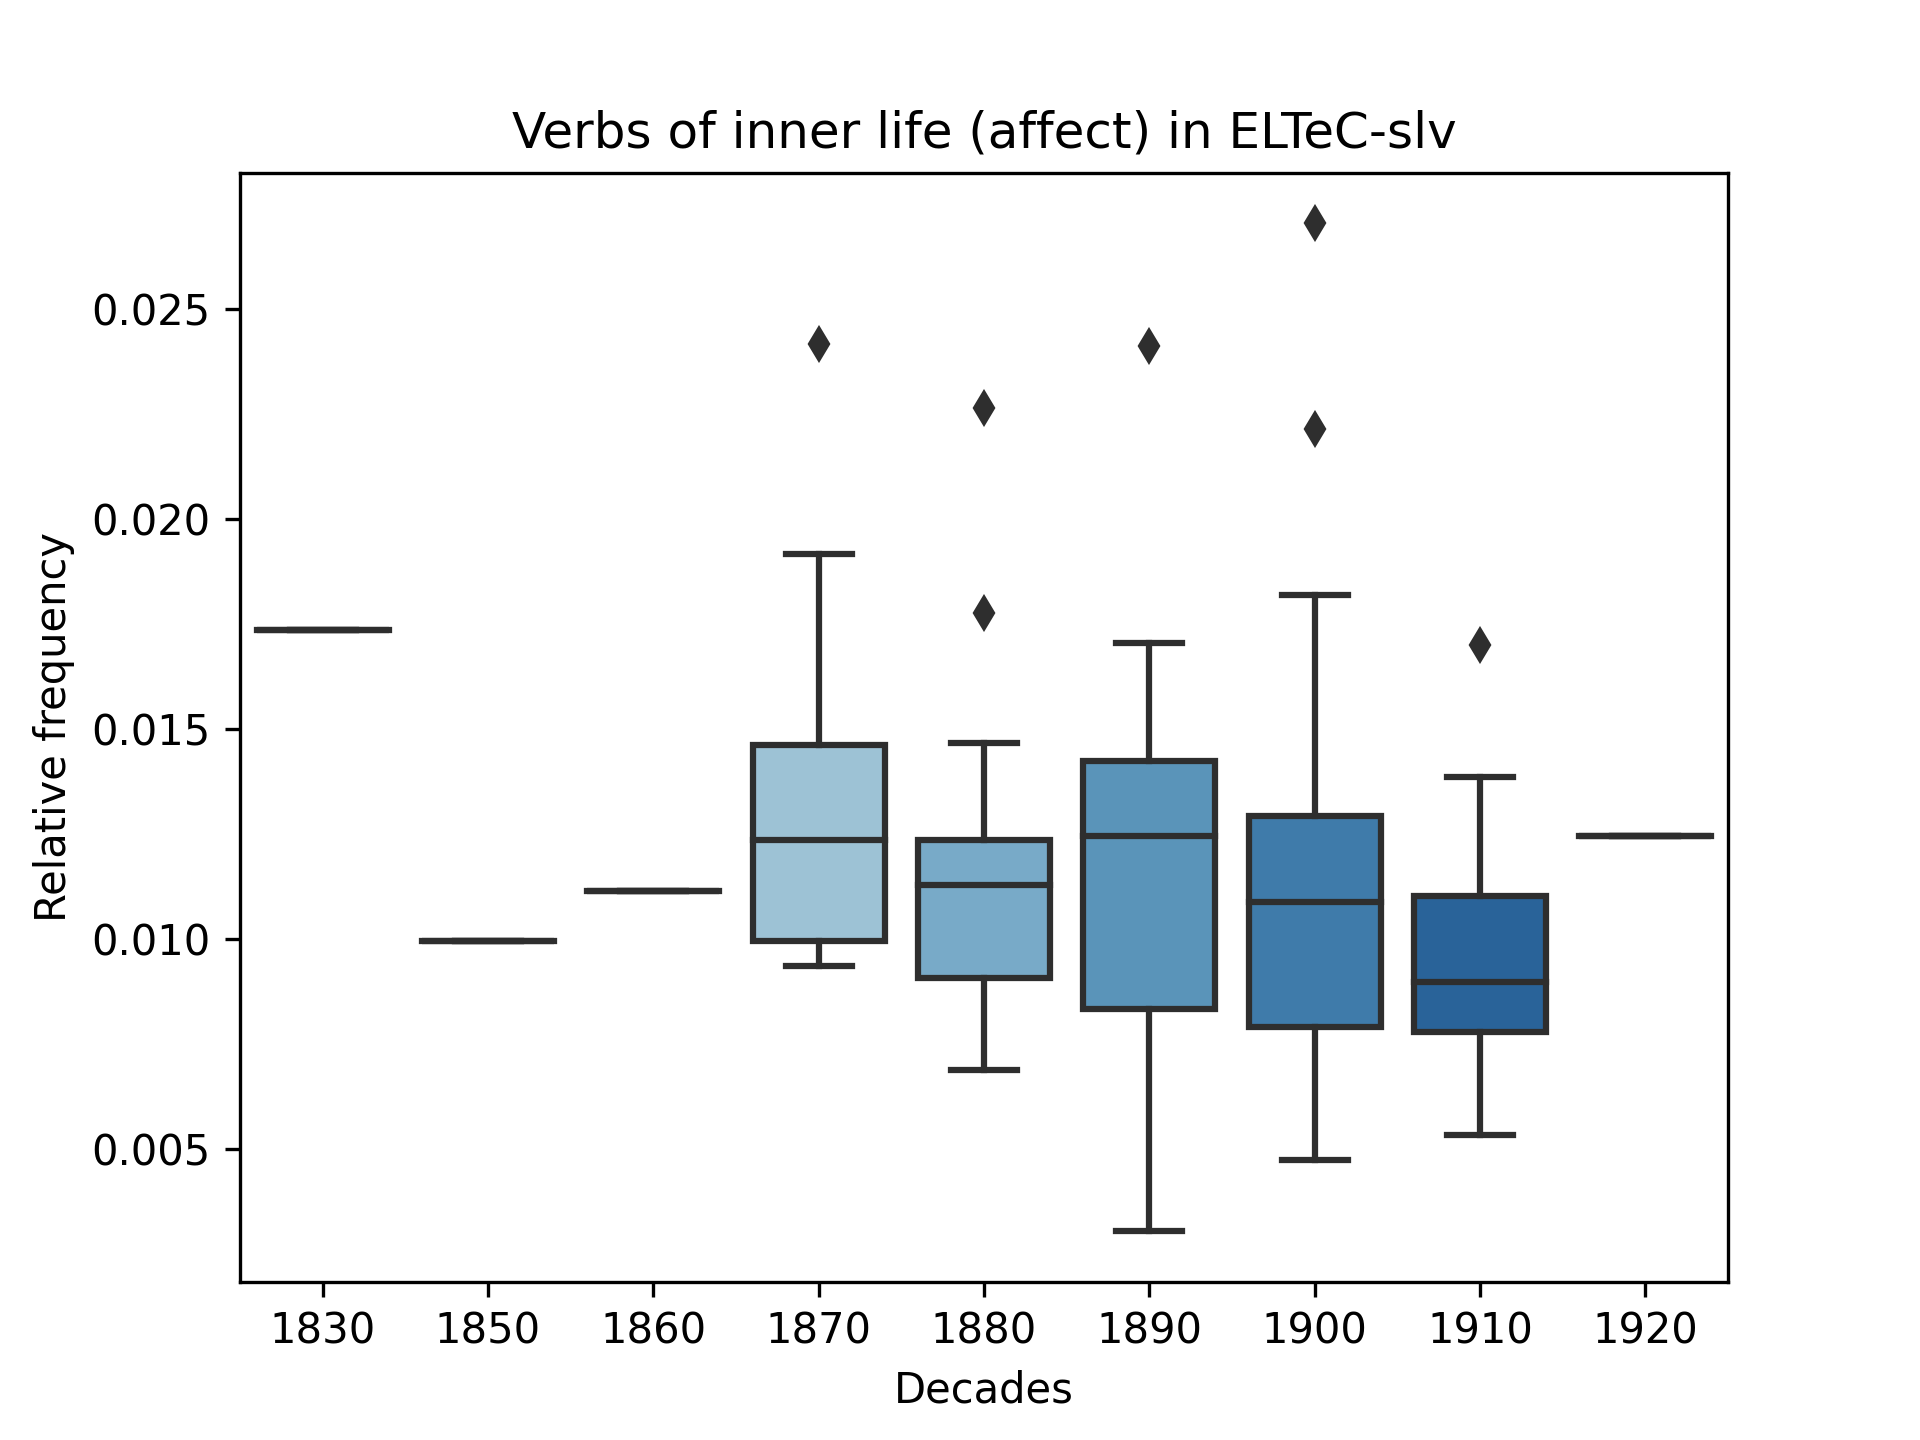 Verbs of inner life (affect) in ELTeC-slv
Relative frequency
0.025
0.020
0.015
0.010
0.005
1830 1850 1860 1870 1880 1890 1900 1910 1920
Decades